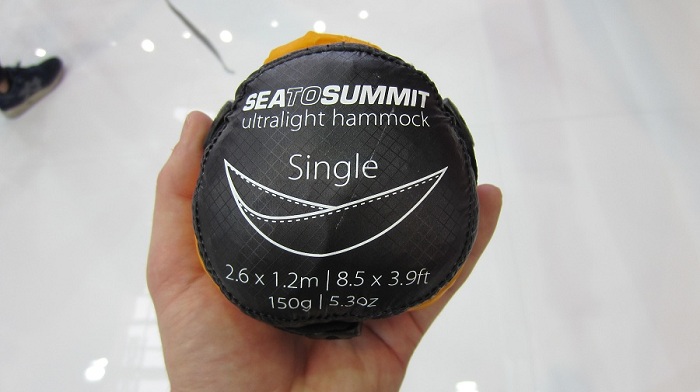 SEATOSUMMIT
ultralight hammock
Single
2.6 x 1.2m | 8.5 x 3.9ft
150g | 5.3oz